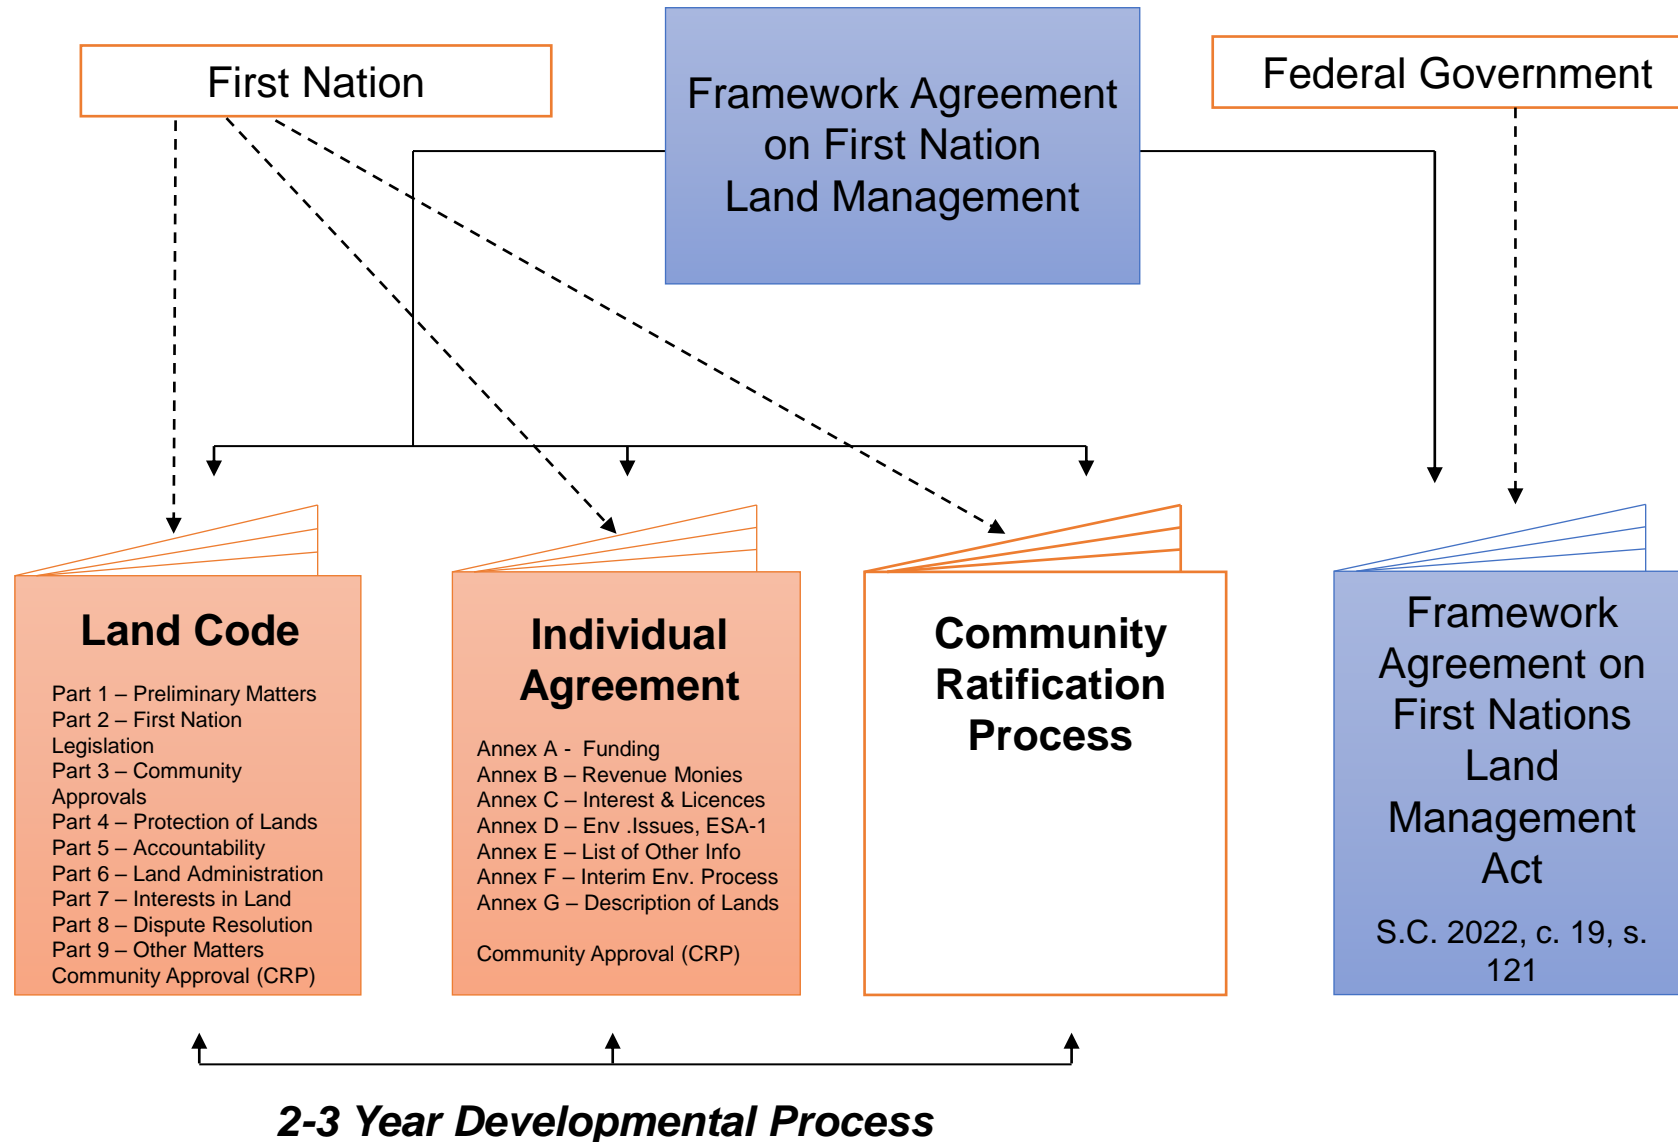 First Nation
Framework Agreement
on First Nation
Land Management
Federal Government
Land Code
Part 1 – Preliminary Matters
Part 2 – First Nation
Legislation
Part 3 – Community
Approvals
Part 4 – Protection of Lands
Part 5 – Accountability
Part 6 – Land Administration
Part 7 – Interests in Land
Part 8 – Dispute Resolution
Part 9 – Other Matters
Community Approval (CRP)
Individual
Agreement
Annex A - Funding
Annex B – Revenue Monies
Annex C – Interest & Licences
Annex D – Env .Issues, ESA-1
Annex E – List of Other Info
Annex F – Interim Env. Process
Annex G – Description of Lands
Community Approval (CRP)
Community
Ratification
Process
Framework
Agreement on
First Nations
Land
Management
Act
S.C. 2022, c. 19, s.
121
2-3 Year Developmental Process